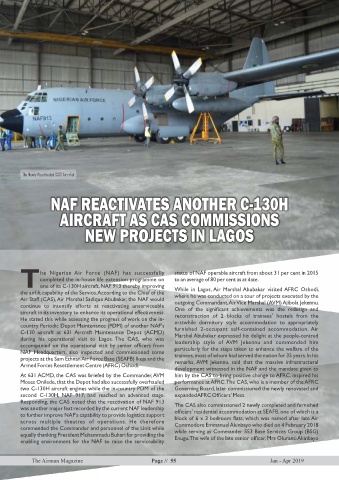 NIGERIAN AIR FORCE
NAF913
The Newly Reactivated C-130 Aircraft
NAF REACTIVATES ANOTHER C-130H
AIRCRAFT AS CAS COMMISSIONS
NEW PROJECTS IN LAGOS
The Nigerian Air Force (NAF) has successfully
completed the in-house life extension programme on
one of its C-130H aircraft, NAF 913 thereby improving
the airlift capability of the Service. According to the Chief of the
Air Staff (CAS), Air Marshal Sadique Abubakar, the NAF would
continue to intensify efforts at reactivating unserviceable
aircraft in its inventory to enhance its operational effectiveness.
He stated this while assessing the progress of work on the in-
country Periodic Depot Maintenance (PDM) of another NAF's
C-130 aircraft at 631 Aircraft Maintenance Depot (ACMD),
during his operational visit to Lagos. The CAS, who was
accompanied on the operational visit by senior officers from
NAF Headquarters, also inspected and commissioned some
projects at the Sam Ethnan Air Force Base (SEAFB) Ikeja and the
Armed Forces Resettlement Centre (AFRC) Oshodi.
At 631 ACMD, the CAS was briefed by the Commander, AVM
Moses Onilede, that the Depot had also successfully overhauled
two C-130H aircraft engines while the in-country PDM of the
second C-130H, NAF 917 had reached an advanced stage.
Responding, the CAS noted that the reactivation of NAF 913
was another major feat recorded by the current NAF leadership
to further improve NAF's capability to provide logistics support
across multiple theatres of operations. He therefore
commended the Commander and personnel of the Unit while
equally thanking President Muhammadu Buhari for providing the
enabling environment for the NAF to raise the serviceability
status of NAF operable aircraft from about 31 per cent in 2015
to an average of 80 per cent as at date.
While in Lagos, Air Marshal Abubakar visited AFRC Oshodi,
where he was conducted on a tour of projects executed by the
outgoing Commandant, Air Vice Marshal (AVM) Ajibola Jekennu.
One of the significant achievements was the redesign and
reconstruction of 2 blocks of trainees' hostels from the
erstwhile dormitory style accommodation to appropriately
furnished 2-occupant self-contained accommodation. Air
Marshal Abubakar expressed his delight at the people-centred
leadership style of AVM Jekennu and commended him
particularly for the steps taken to enhance the welfare of the
trainees, most of whom had served the nation for 35 years. In his
remarks, AVM Jekennu, said that the massive infrastructural
development witnessed in the NAF and the mandate given to
him by the CAS to bring positive change to AFRC, inspired his
performance at AFRC. The CAS, who is a member of the AFRC
Governing Board, later commissioned the newly renovated and
expanded AFRC Officers' Mess.
The CAS also commissioned 2 newly completed and furnished
officers' residential accommodation at SEAFB, one of which is a
block of 6 x 2 bedroom flats, which was named after late Air
Commodore Emmanuel Akinbayo who died on 4 February 2018
while serving as Commander 553 Base Services Group (BSG)
Enugu. The wife of the late senior officer, Mrs Olunseti Akinbayo
The Airman Magazine
Page // 55
Jan - Apr 2019